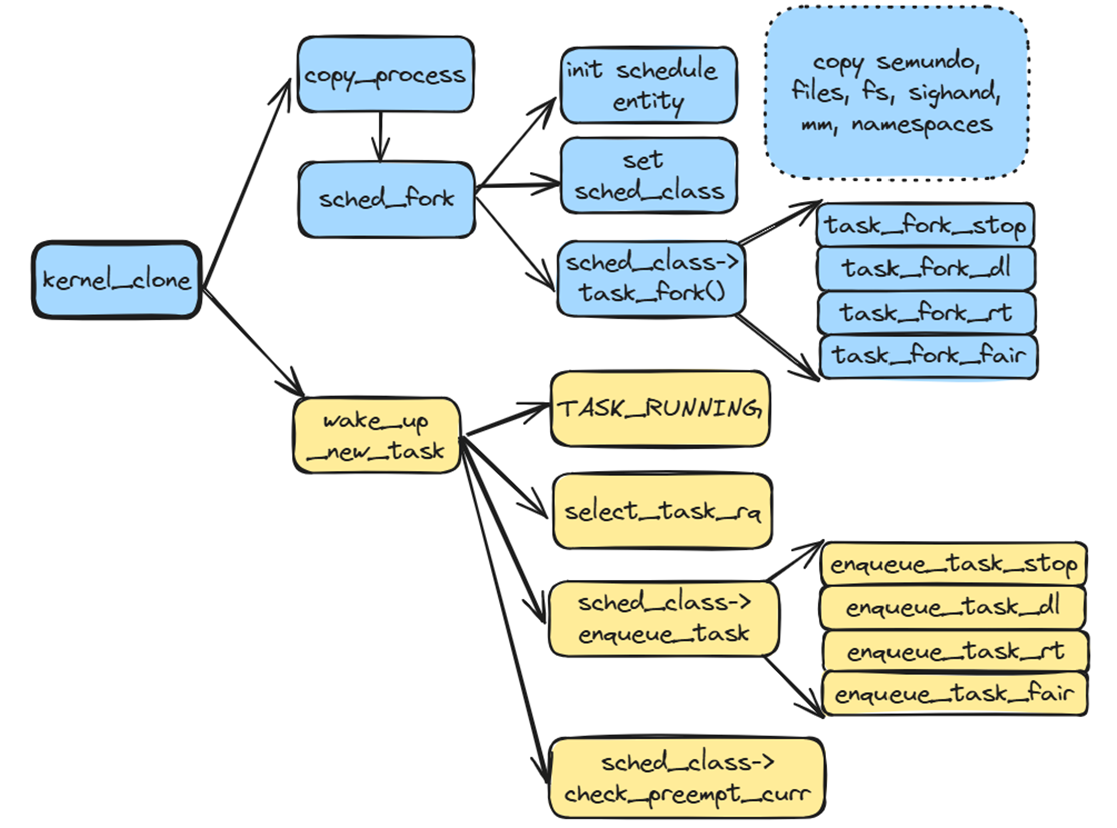 copy_process
init schedule
entity
copy semundo,
files, fs, sighand,
mm, namespaces
sched_fork
set
sched_class
kernel_clone
sched_class->
task_fork()
task_fork_stop
task_fork_dl
task_fork_rt
task_fork_fair
wake_up
_new_task
TASK_RUNNING
select_task_rq
sched_class->
enqueue_task
enqueue_task_stop
enqueue_task_dl
enqueue_task_rt
enqueue_task_fair
sched_class->
check_preempt_curr